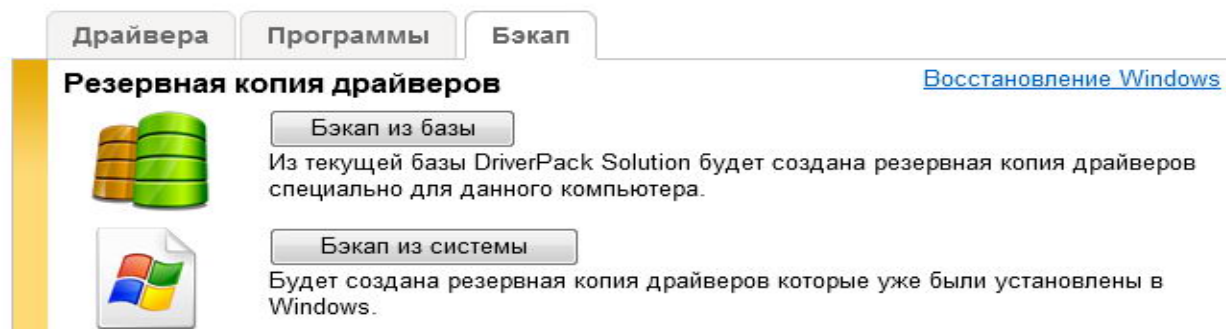 Драйвера Программы Бэкап
Резервная копия драйверов Восстановление Windows
Бэкап из базы
Из текущей базы DriverPack Solution будет создана резервная копия драйверов
специально для данного компьютера.
Бэкап из системы
Будет создана резервная копия драйверов которые уже были установлены в
Windows.